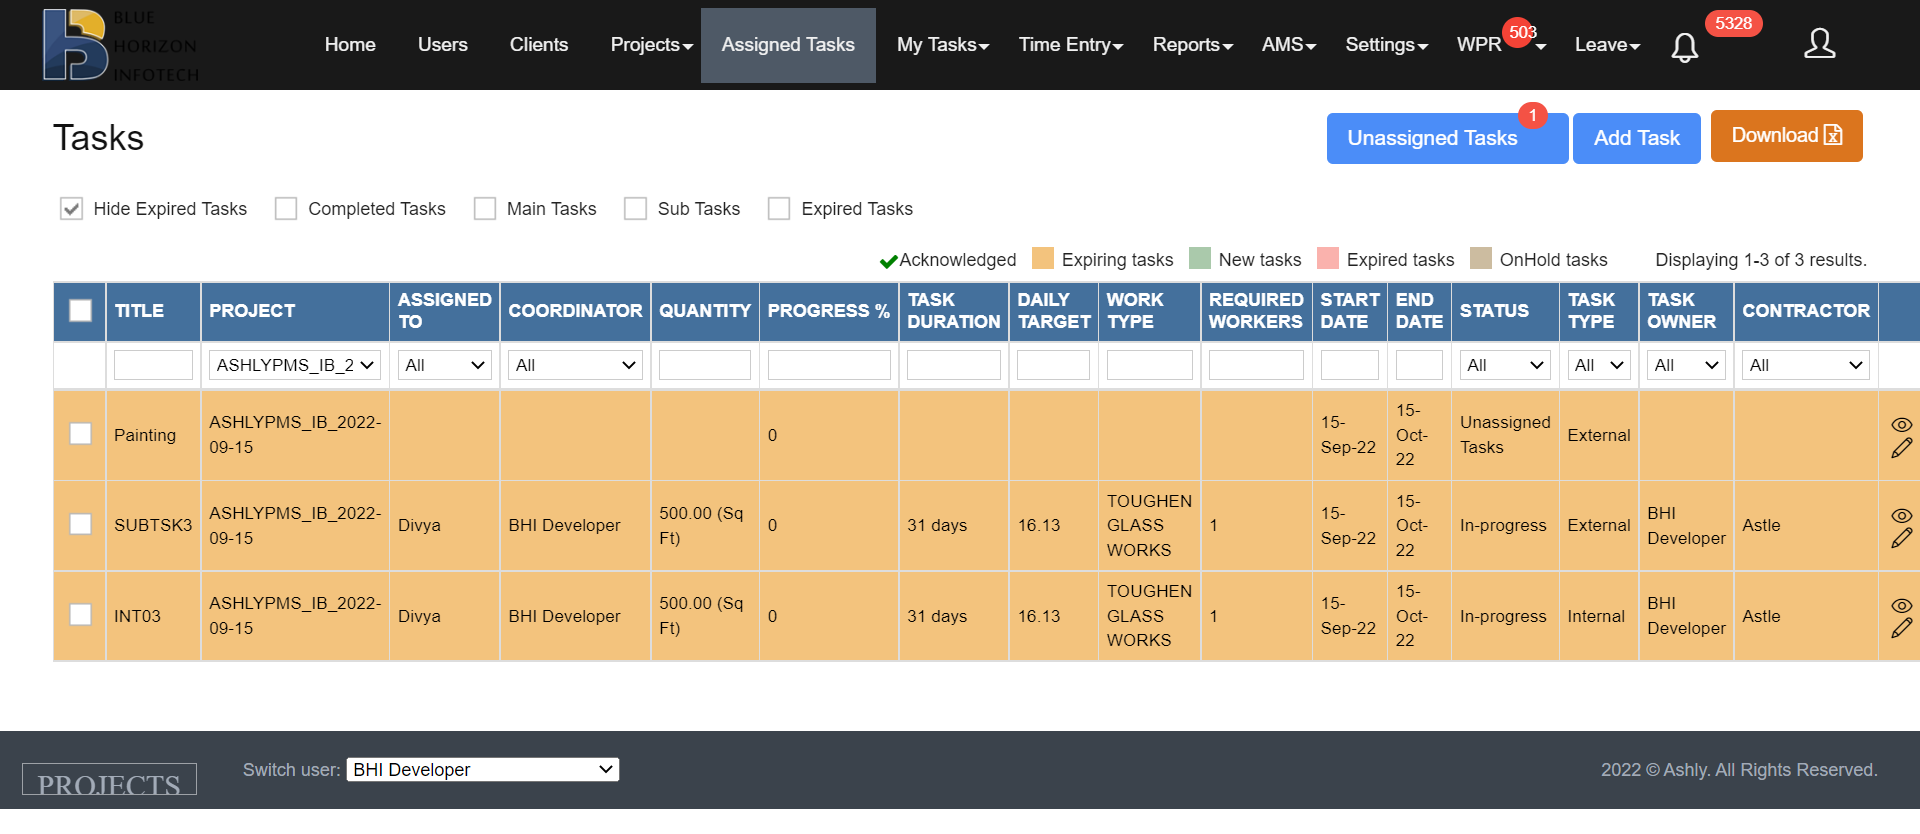 BLUE
HORIZON
INFOTECH
Home Users Clients Projects Assigned Tasks My Tasks Time Entry Reports AMS Settings WPR 503 Leave 5328
Tasks
Unassigned Tasks 1 Add Task Download
Hide Expired Tasks Completed Tasks Main Tasks Sub Tasks Expired Tasks
Acknowledged Expiring tasks New tasks Expired tasks OnHold tasks Displaying 1-3 of 3 results.
TITLE PROJECT ASSIGNED TO COORDINATOR QUANTITY PROGRESS % TASK DURATION DAILY TARGET WORK TYPE REQUIRED WORKERS START DATE END DATE STATUS TASK TYPE TASK OWNER CONTRACTOR
ASHLYPMS_IB_2 All All All All All All
Painting ASHLYPMS_IB_2022-09-15 0 15-Sep-22 15-Oct-22 Unassigned Tasks External
SUBTSK3 ASHLYPMS_IB_2022-09-15 Divya BHI Developer 500.00 (Sq Ft) 0 31 days 16.13 TOUGHEN GLASS WORKS 1 15-Sep-22 15-Oct-22 In-progress External BHI Developer Astle
INT03 ASHLYPMS_IB_2022-09-15 Divya BHI Developer 500.00 (Sq Ft) 0 31 days 16.13 TOUGHEN GLASS WORKS 1 15-Sep-22 15-Oct-22 In-progress Internal BHI Developer Astle
PROJECTS Switch user: BHI Developer 2022 © Ashly. All Rights Reserved.